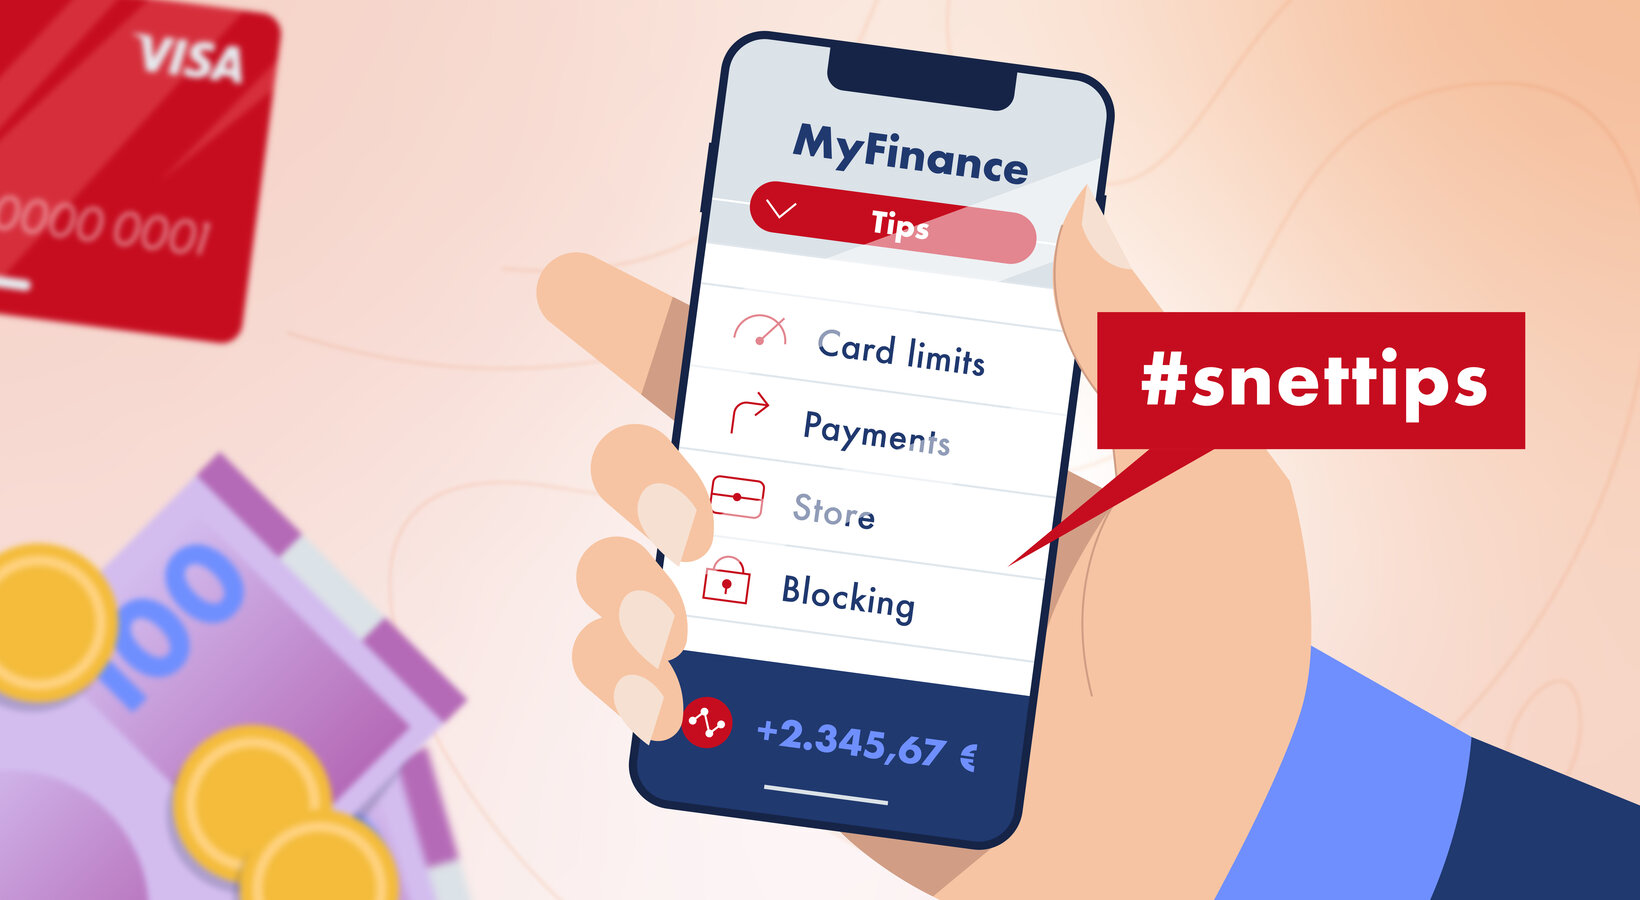 VISA
0000 0001
MyFinance
Tips
Card limits
Payments
Store
Blocking
+2.345,67 €
#snettips
100